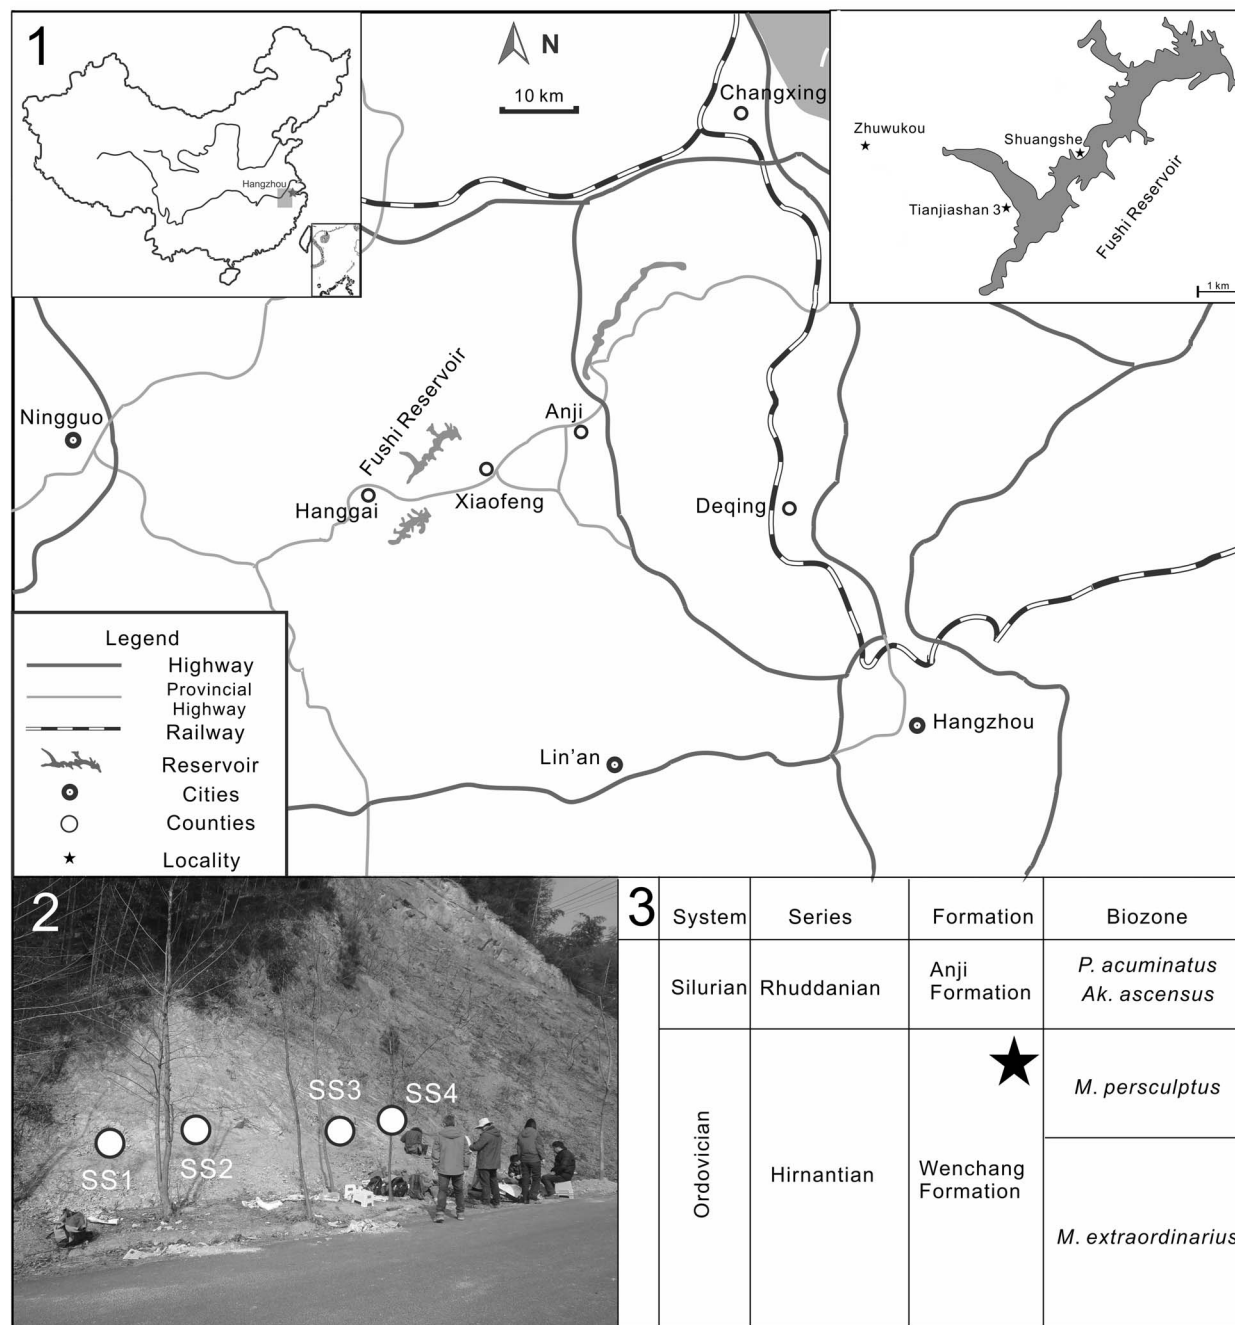 1
Hangzhou
N
10 km
Changxing
Zhuwukou
Shuangshe
Tianjiashan 3
Fushi Reservoir
1 km
Ningguo
Fushi Reservoir
Anji
Hanggai
Xiaofeng
Deqing
Lin'an
Hangzhou
Legend
Highway
Provincial
Highway
Railway
Reservoir
Cities
Counties
Locality
2
SS1
SS2
SS3
SS4
3
System Series Formation Biozone
Silurian Rhuddanian Anji
Formation
P. acuminatus
Ak. ascensus
Ordovician
Hirnantian
Wenchang
Formation
M. persculptus
M. extraordinarius